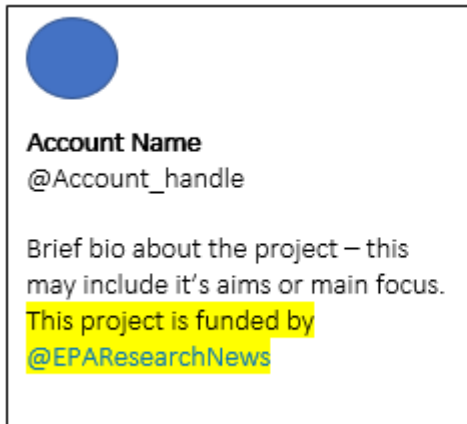 Account Name
@Account_handle
Brief bio about the project – this
may include it's aims or main focus.
This project is funded by
@EPAResearchNews